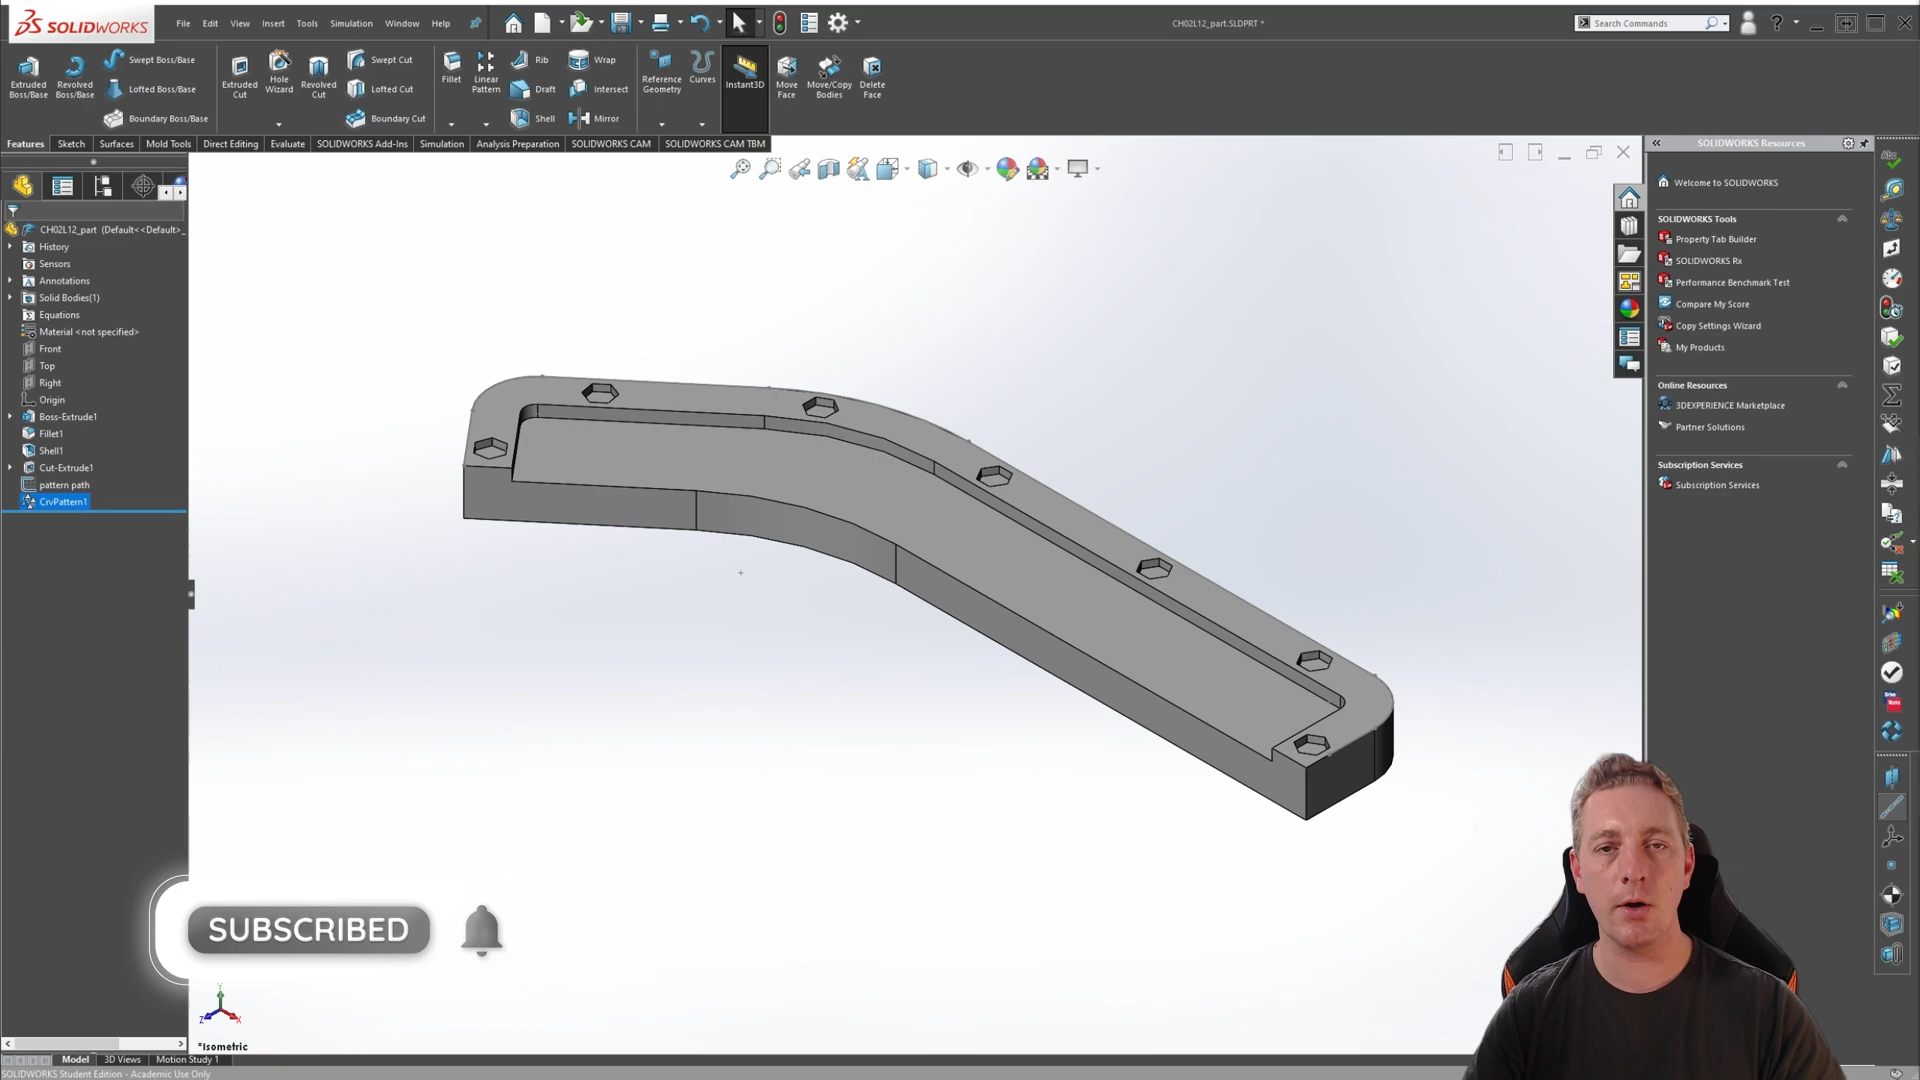 SOLIDWORKS
File Edit View Insert Tools Simulation Window Help
CH02L12_part.SLDPRT *
Search Commands
Extruded Boss/Base
Revolved Boss/Base
Swept Boss/Base
Lofted Boss/Base
Boundary Boss/Base
Extruded Cut
Hole Wizard
Revolved Cut
Swept Cut
Lofted Cut
Boundary Cut
Fillet
Linear Pattern
Rib
Draft
Shell
Wrap
Intersect
Mirror
Reference Geometry
Curves
Instant3D
Move Face
Move/Copy Bodies
Delete Face
Features Sketch Surfaces Mold Tools Direct Editing Evaluate SOLIDWORKS Add-Ins Simulation Analysis Preparation SOLIDWORKS CAM SOLIDWORKS CAM TBM
CH02L12_part (Default<<Default>_
History
Sensors
Annotations
Solid Bodies(1)
Equations
Material <not specified>
Front
Top
Right
Origin
Boss-Extrude1
Fillet1
Shell1
Cut-Extrude1
pattern path
CrvPattern1
SOLIDWORKS Resources
Welcome to SOLIDWORKS
SOLIDWORKS Tools
Property Tab Builder
SOLIDWORKS Rx
Performance Benchmark Test
Compare My Score
Copy Settings Wizard
My Products
Online Resources
3DEXPERIENCE Marketplace
Partner Solutions
Subscription Services
Subscription Services
SUBSCRIBED
Y
Z X
*Isometric
Model 3D Views Motion Study 1
SOLIDWORKS Student Edition - Academic Use Only